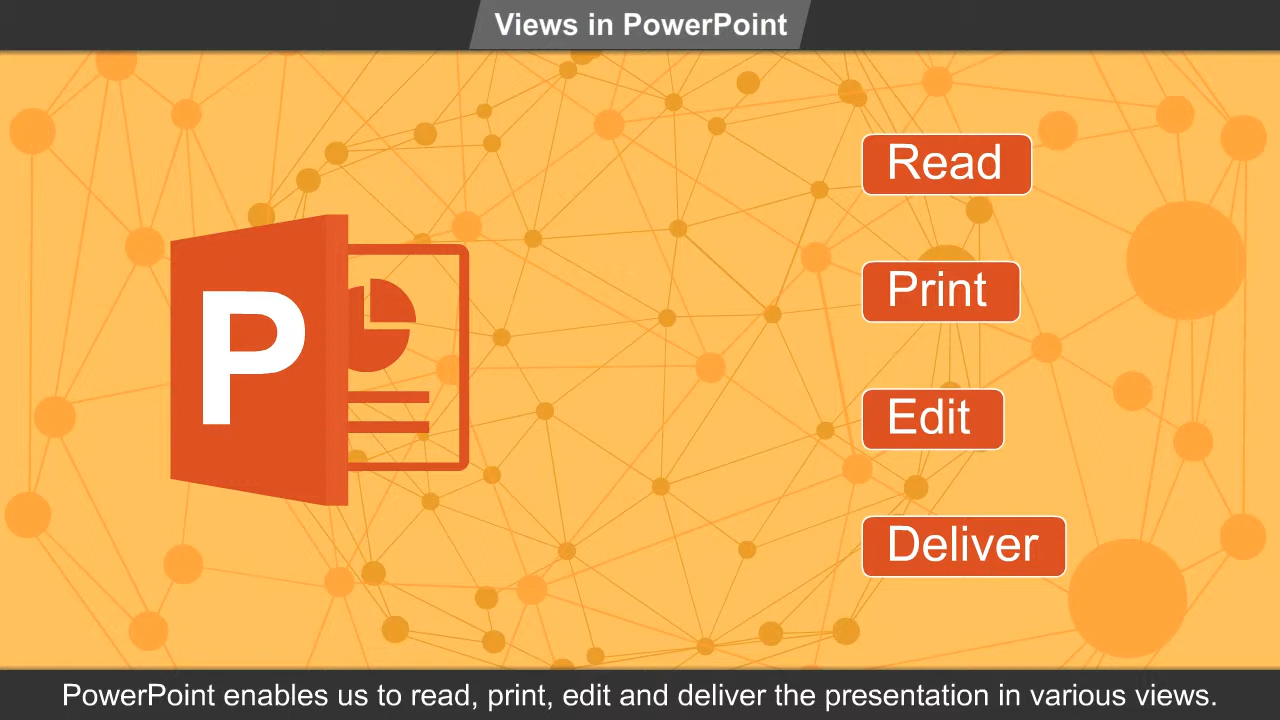 Views in PowerPoint
P
Read
Print
Edit
Deliver
PowerPoint enables us to read, print, edit and deliver the presentation in various views.